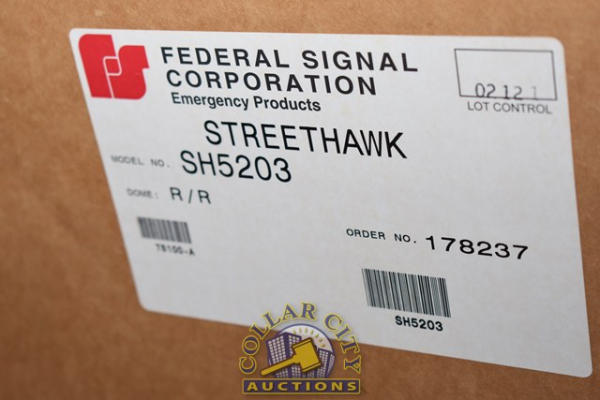 FEDERAL SIGNAL
CORPORATION
Emergency Products
02 12 1
LOT CONTROL
STREETHAWK
MODEL NO. SH5203
DOME: R/R
78100-A
ORDER NO. 178237
SH5203
COLLAR CITY
AUCTIONS